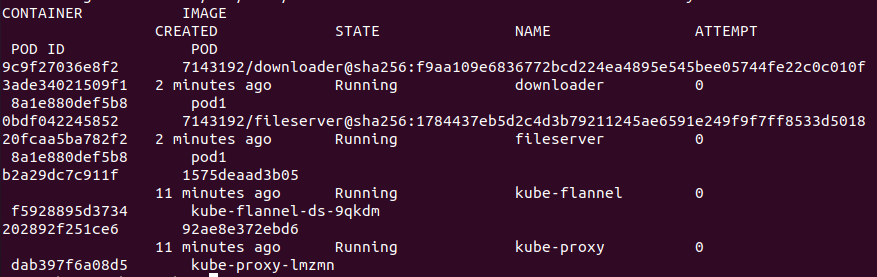 CONTAINER IMAGE
CREATED STATE NAME ATTEMPT
POD ID POD
9c9f27036e8f2 7143192/downloader@sha256:f9aa109e6836772bcd224ea4895e545bee05744fe22c0c010f
3ade34021509f1 2 minutes ago Running downloader 0
8a1e880def5b8 pod1
0bdf042245852 7143192/fileserver@sha256:1784437eb5d2c4d3b79211245ae6591e249f9f7ff8533d5018
20fcaa5ba782f2 2 minutes ago Running fileserver 0
8a1e880def5b8 pod1
b2a29dc7c911f 1575deaad3b05
11 minutes ago Running kube-flannel 0
f5928895d3734 kube-flannel-ds-9qkdm
202892f251ce6 92ae8e372ebd6
11 minutes ago Running kube-proxy 0
dab397f6a08d5 kube-proxy-lmzmn